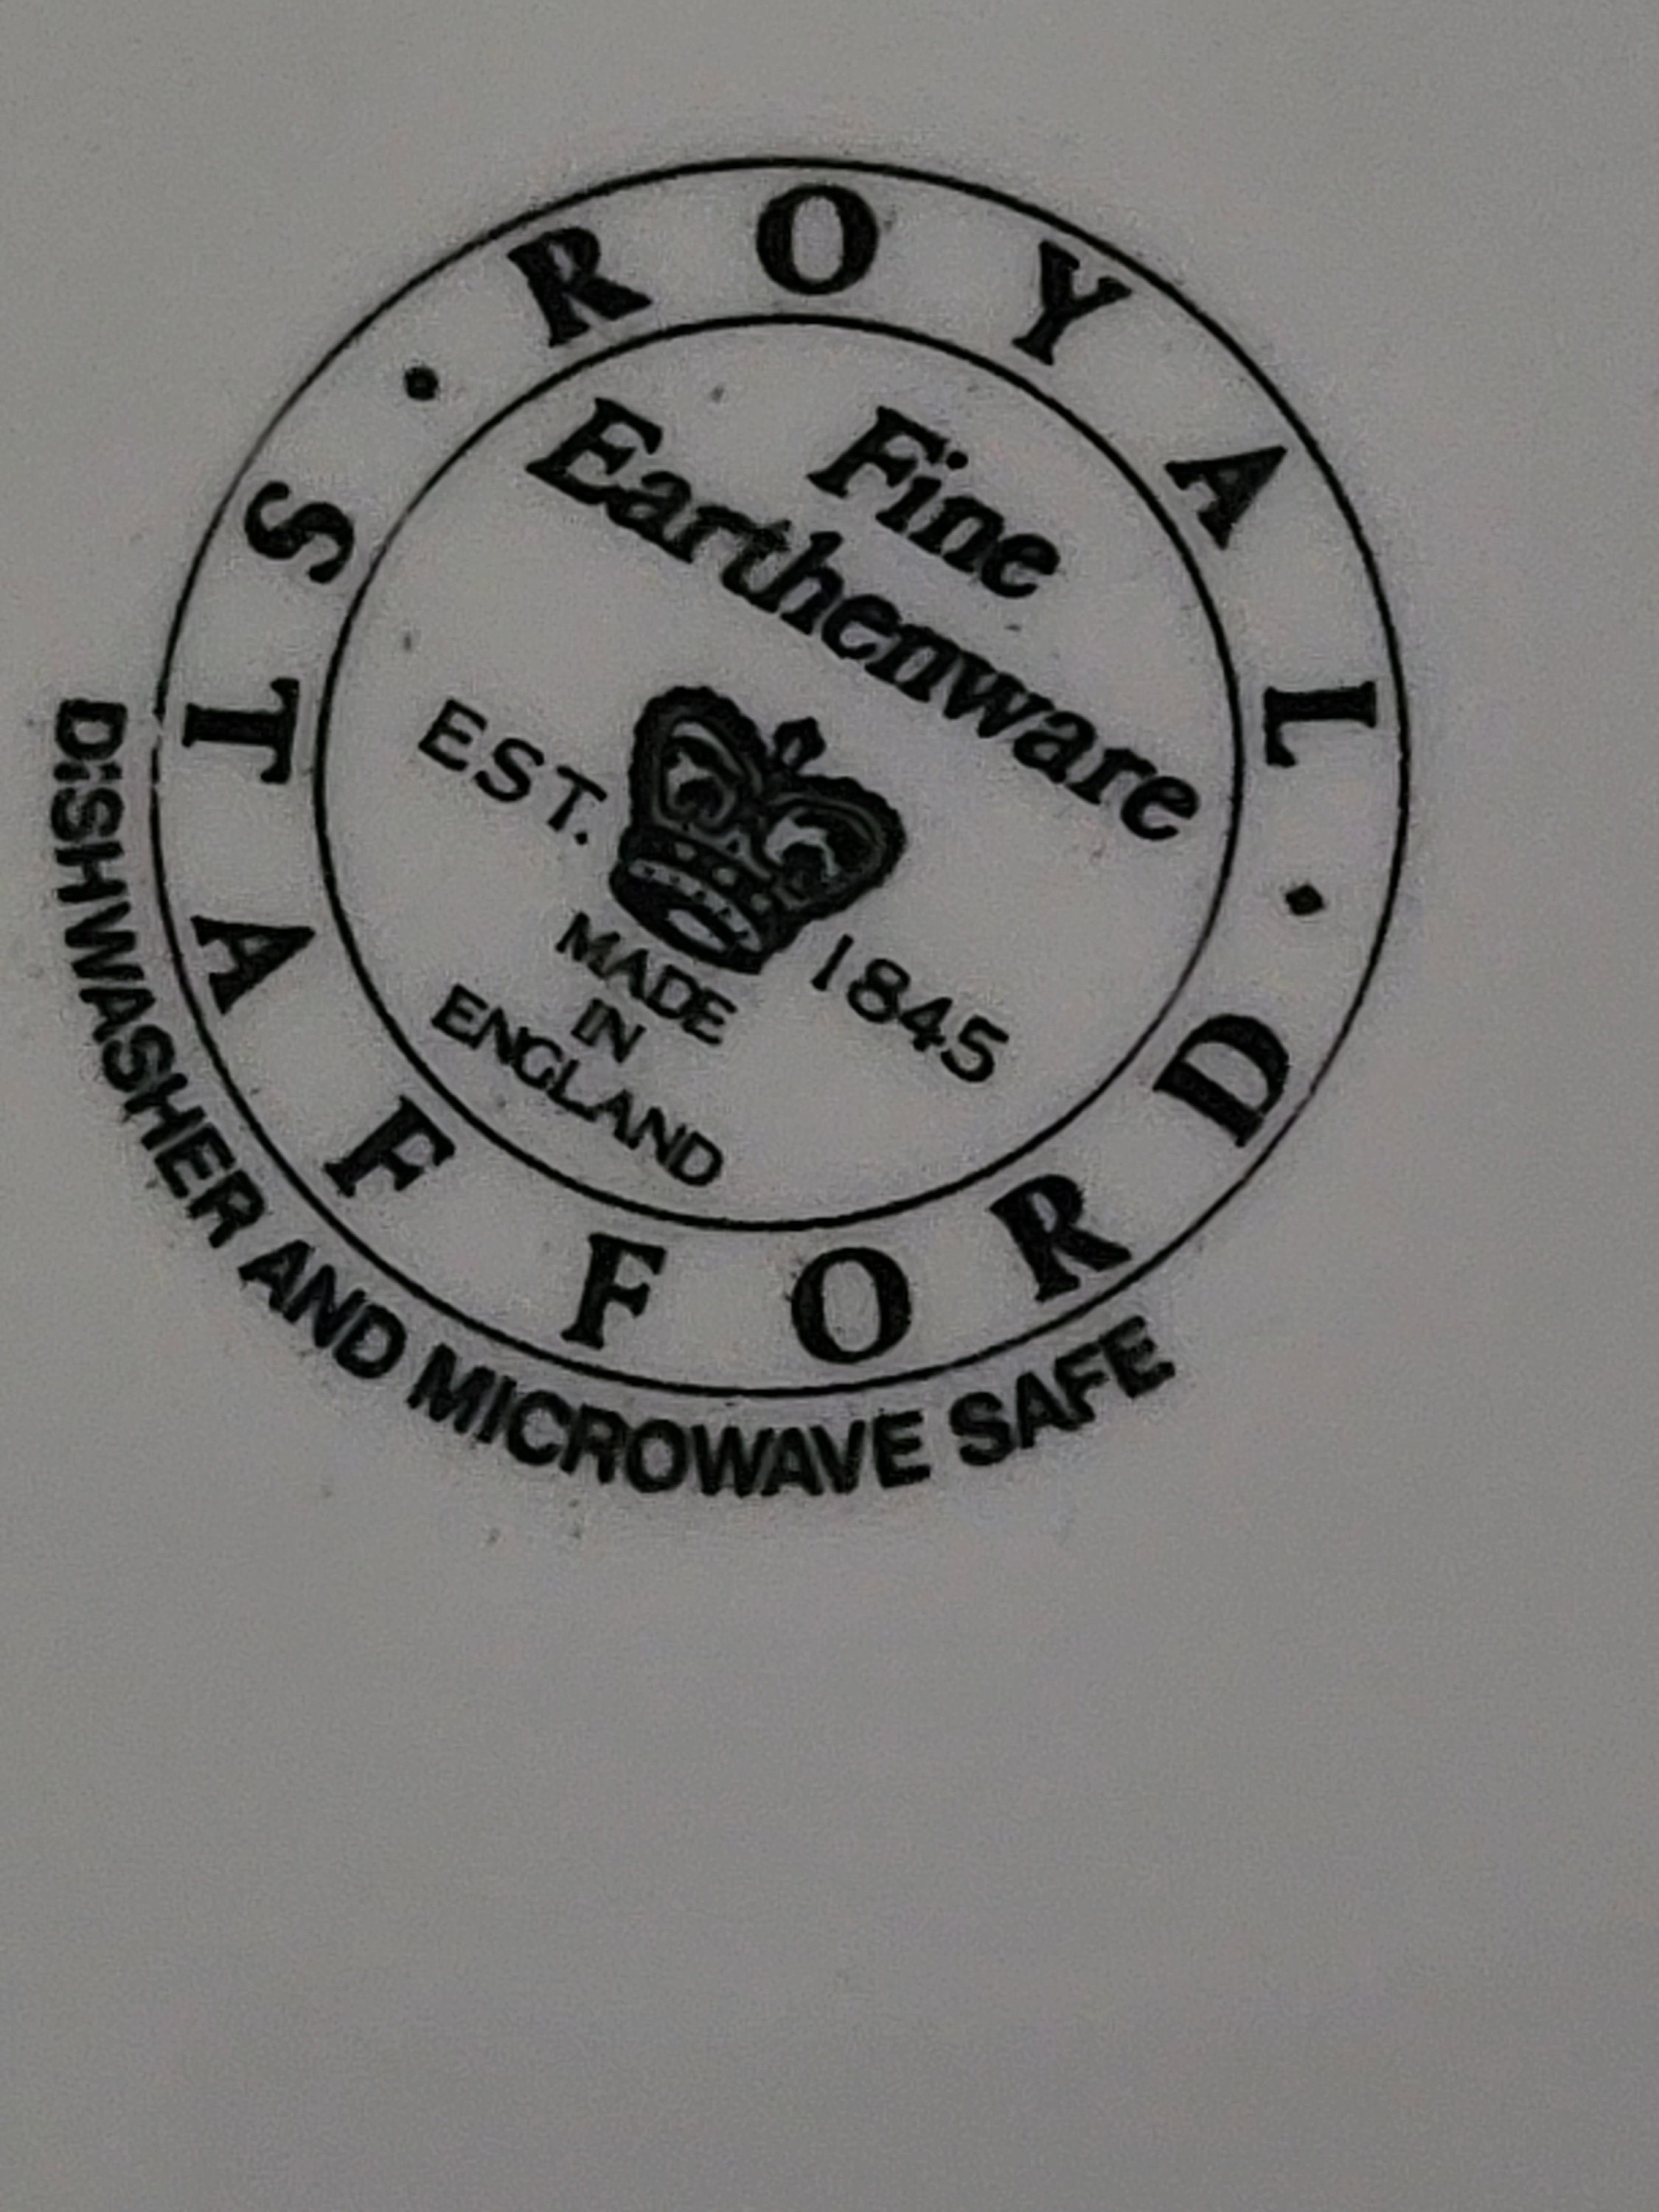 ROYAL · STAFFORD ·
Fine
Earthenware
EST. 1845
MADE
IN
ENGLAND
DISHWASHER AND MICROWAVE SAFE